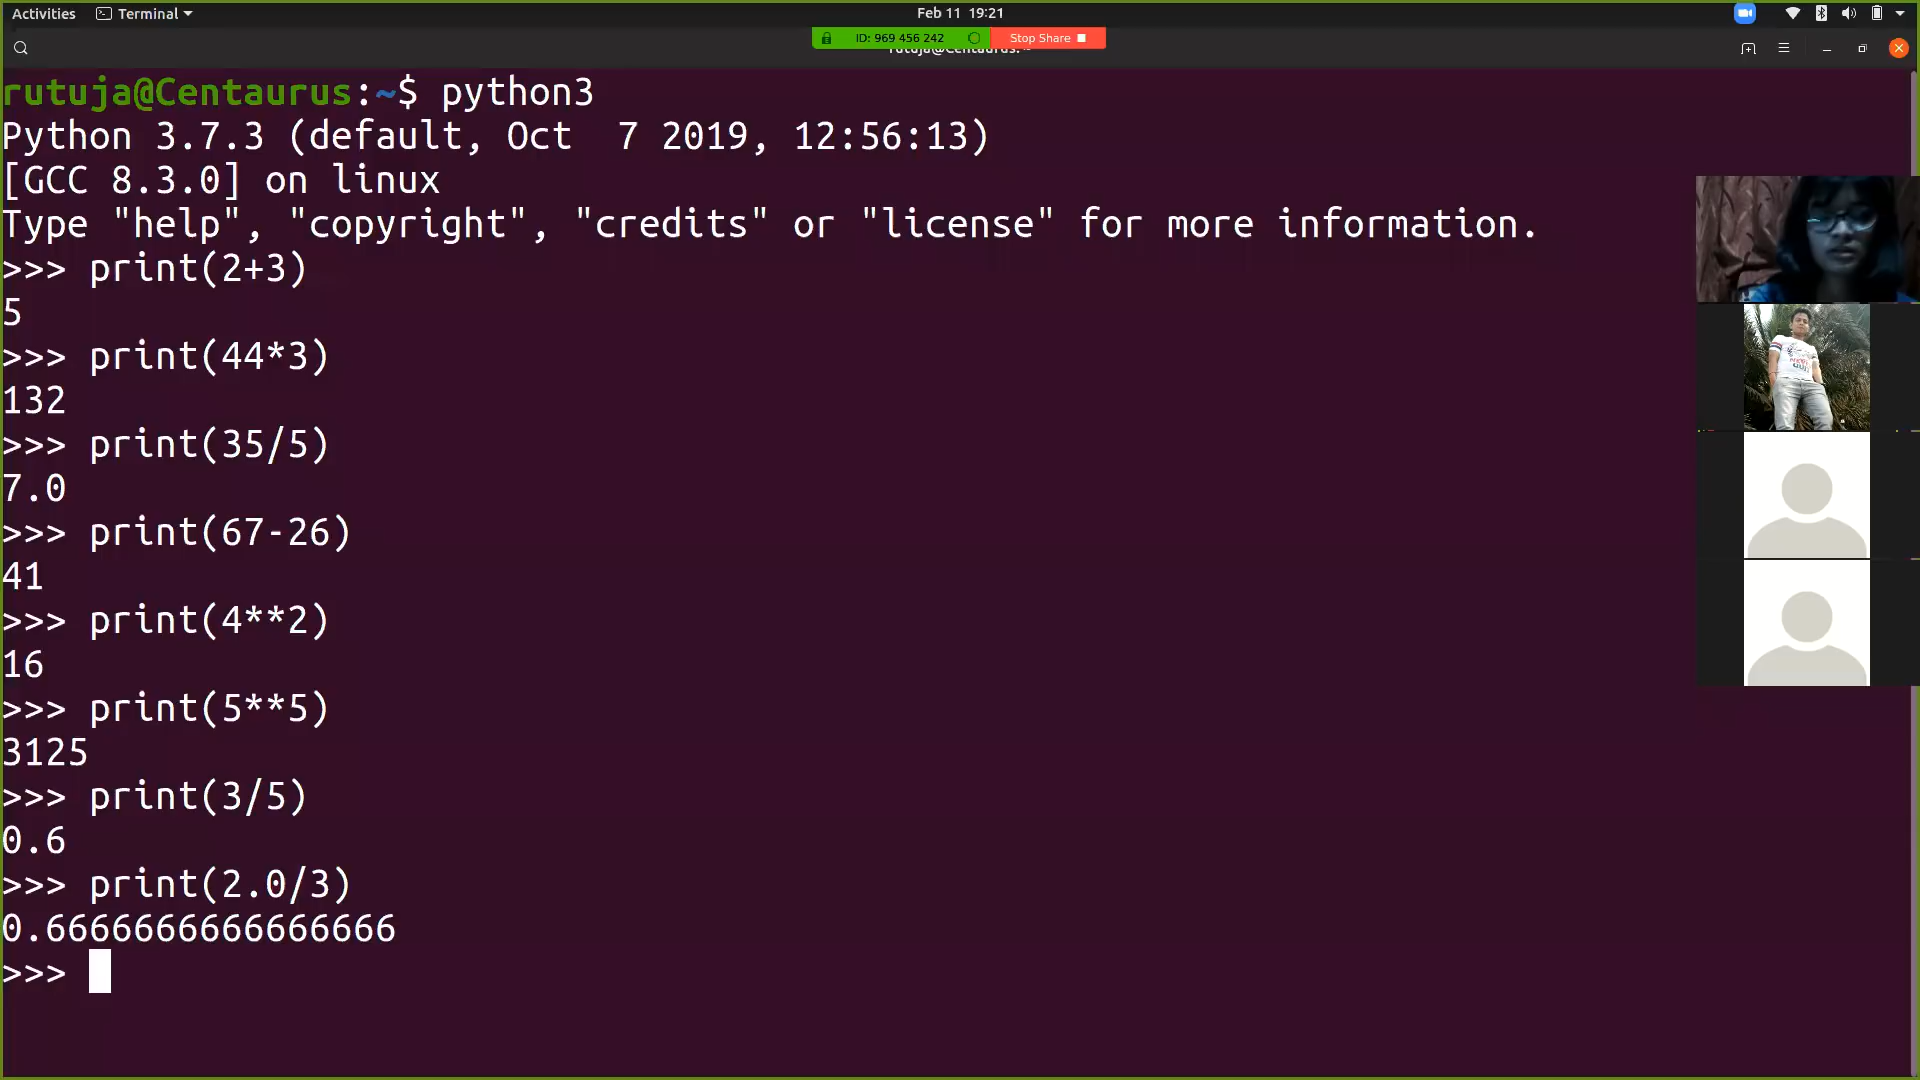 Activities Terminal Feb 11 19:21
ID: 969 456 242 Stop Share
rutuja@Centaurus: ~
rutuja@Centaurus:~$ python3
Python 3.7.3 (default, Oct  7 2019, 12:56:13)
[GCC 8.3.0] on linux
Type "help", "copyright", "credits" or "license" for more information.
>>> print(2+3)
5
>>> print(44*3)
132
>>> print(35/5)
7.0
>>> print(67-26)
41
>>> print(4**2)
16
>>> print(5**5)
3125
>>> print(3/5)
0.6
>>> print(2.0/3)
0.6666666666666666
>>>